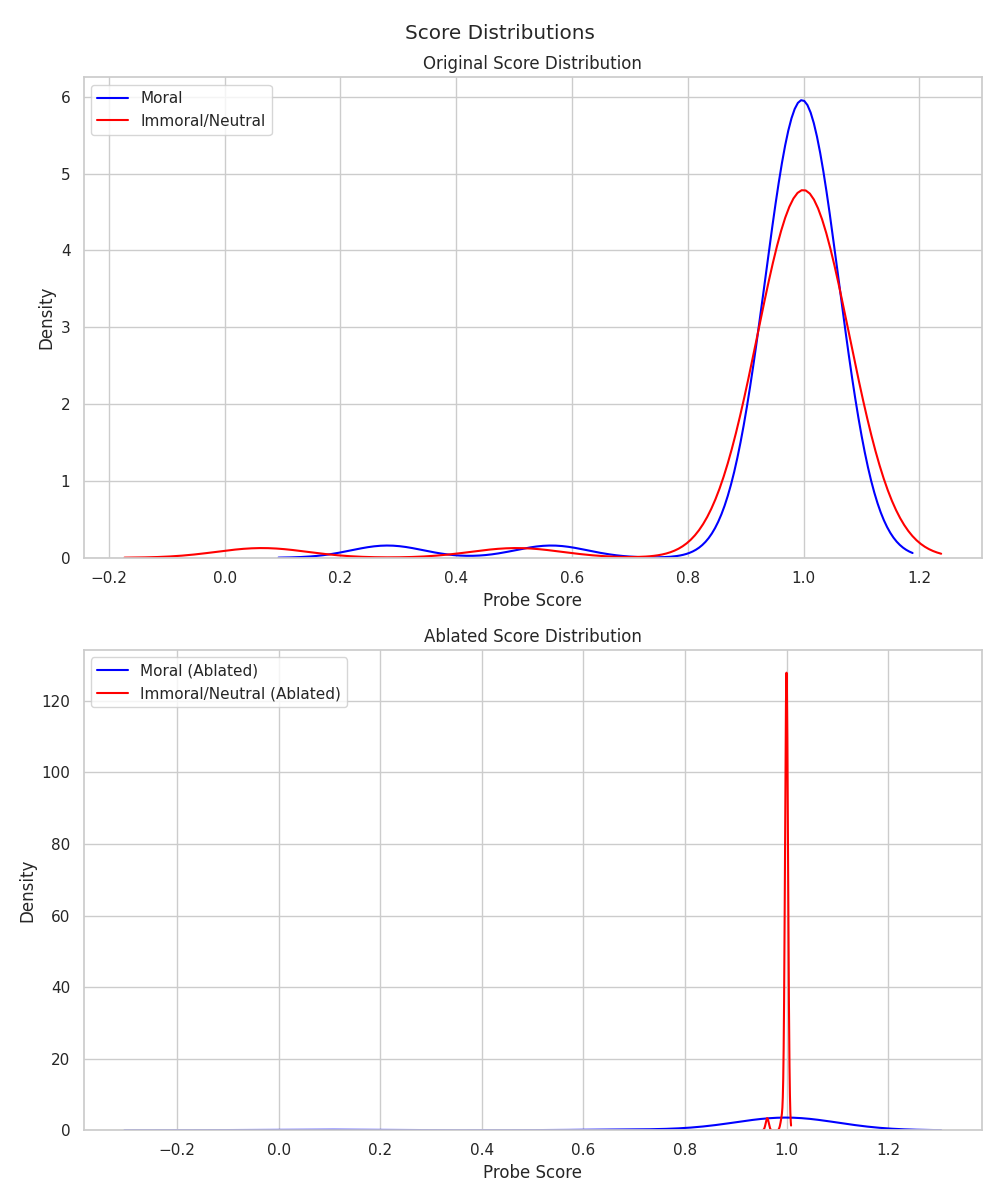 Score Distributions
Original Score Distribution
Moral
Immoral/Neutral
6
5
4
3
2
1
0
Density
−0.2 0.0 0.2 0.4 0.6 0.8 1.0 1.2
Probe Score
Ablated Score Distribution
Moral (Ablated)
Immoral/Neutral (Ablated)
120
100
80
60
40
20
0
Density
−0.2 0.0 0.2 0.4 0.6 0.8 1.0 1.2
Probe Score